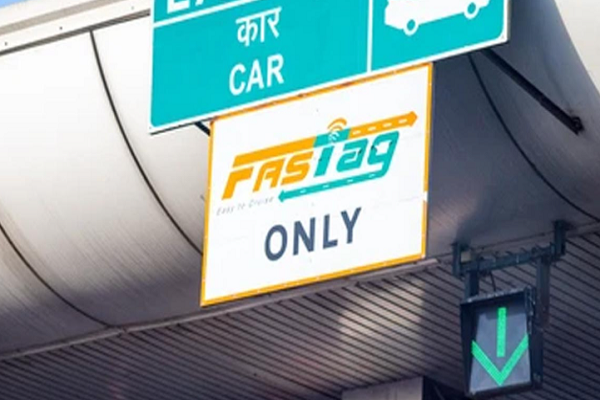 कार
CAR
FASTag
Easy to Cruise
ONLY